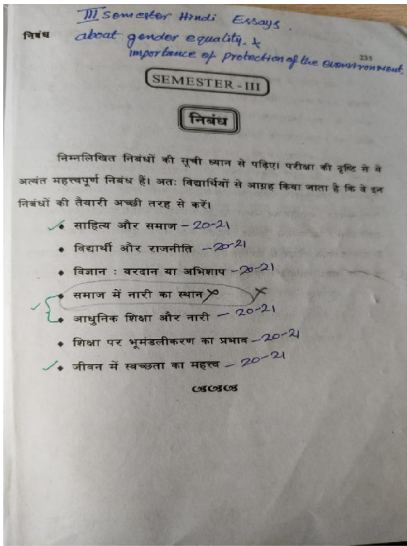 III Semester Hindi Essays.
निबंध about gender equality. x
importance of protection of the environment.
235
SEMESTER - III
निबंध
निम्नलिखित निबंधों की सूची ध्यान से पढ़िए। परीक्षा की दृष्टि से ये
अत्यंत महत्त्वपूर्ण निबंध हैं। अतः विद्यार्थियों से आग्रह किया जाता है कि वे इन
निबंधों की तैयारी अच्छी तरह से करें।
• साहित्य और समाज - 20-21
• विद्यार्थी और राजनीति - 20-21
• विज्ञान : वरदान या अभिशाप - 20-21
• समाज में नारी का स्थान x x
• आधुनिक शिक्षा और नारी - 20-21
• शिक्षा पर भूमंडलीकरण का प्रभाव - 20-21
• जीवन में स्वच्छता का महत्त्व - 20-21